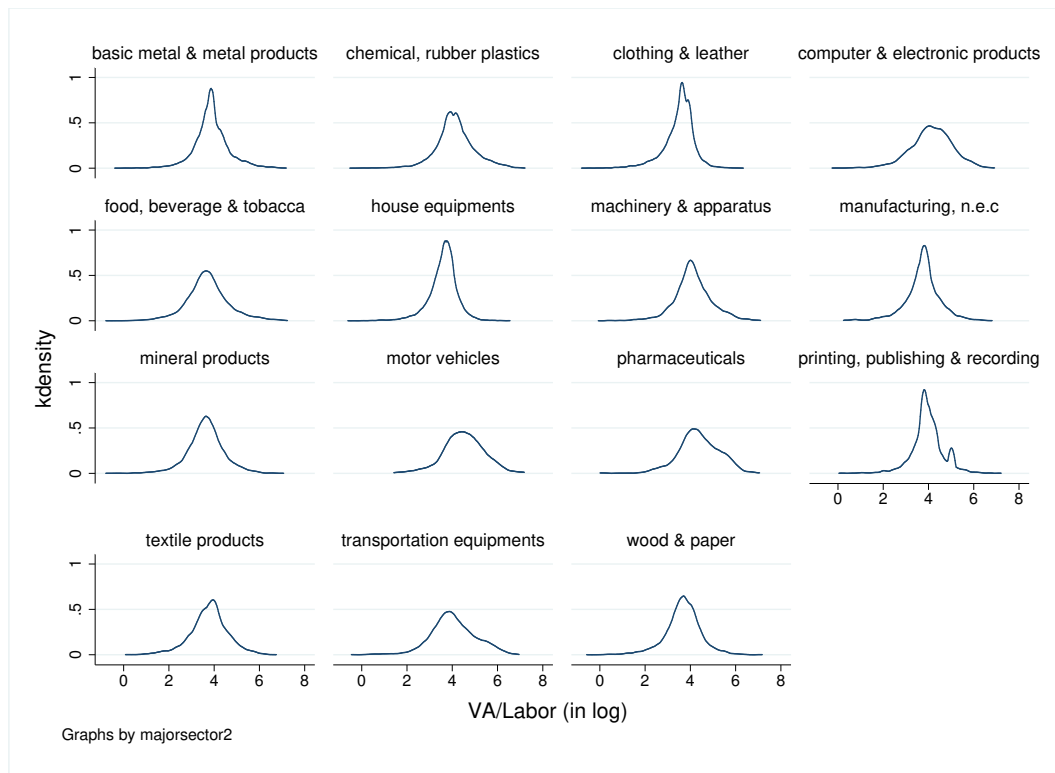 basic metal & metal products
chemical, rubber plastics
clothing & leather
computer & electronic products
1
.5
0
food, beverage & tobacca
house equipments
machinery & apparatus
manufacturing, n.e.c
1
.5
0
mineral products
motor vehicles
pharmaceuticals
printing, publishing & recording
1
.5
0
0 2 4 6 8
textile products
transportation equipments
wood & paper
1
.5
0
0 2 4 6 8
0 2 4 6 8
0 2 4 6 8
kdensity
VA/Labor (in log)
Graphs by majorsector2